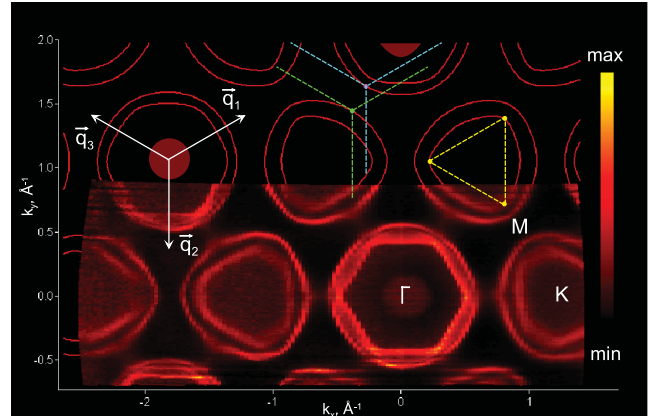 2.0
max
1.5
q₁
q₃
1.0
kᵧ, Å⁻¹
q₂
0.5
M
0.0
Γ
K
-0.5
min
-2
-1
0
1
kₓ, Å⁻¹